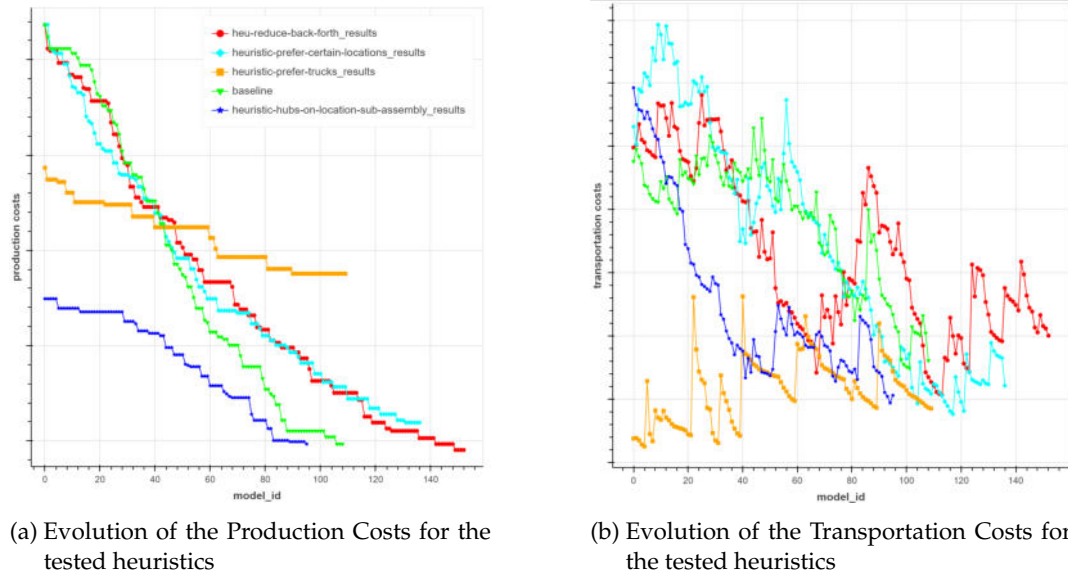 heu-reduce-back-forth_results
heuristic-prefer-certain-locations_results
heuristic-prefer-trucks_results
baseline
heuristic-hubs-on-location-sub-assembly_results
production costs
0 20 40 60 80 100 120 140
model_id
transportation costs
0 20 40 60 80 100 120 140
model_id
(a) Evolution of the Production Costs for the
tested heuristics
(b) Evolution of the Transportation Costs for
the tested heuristics